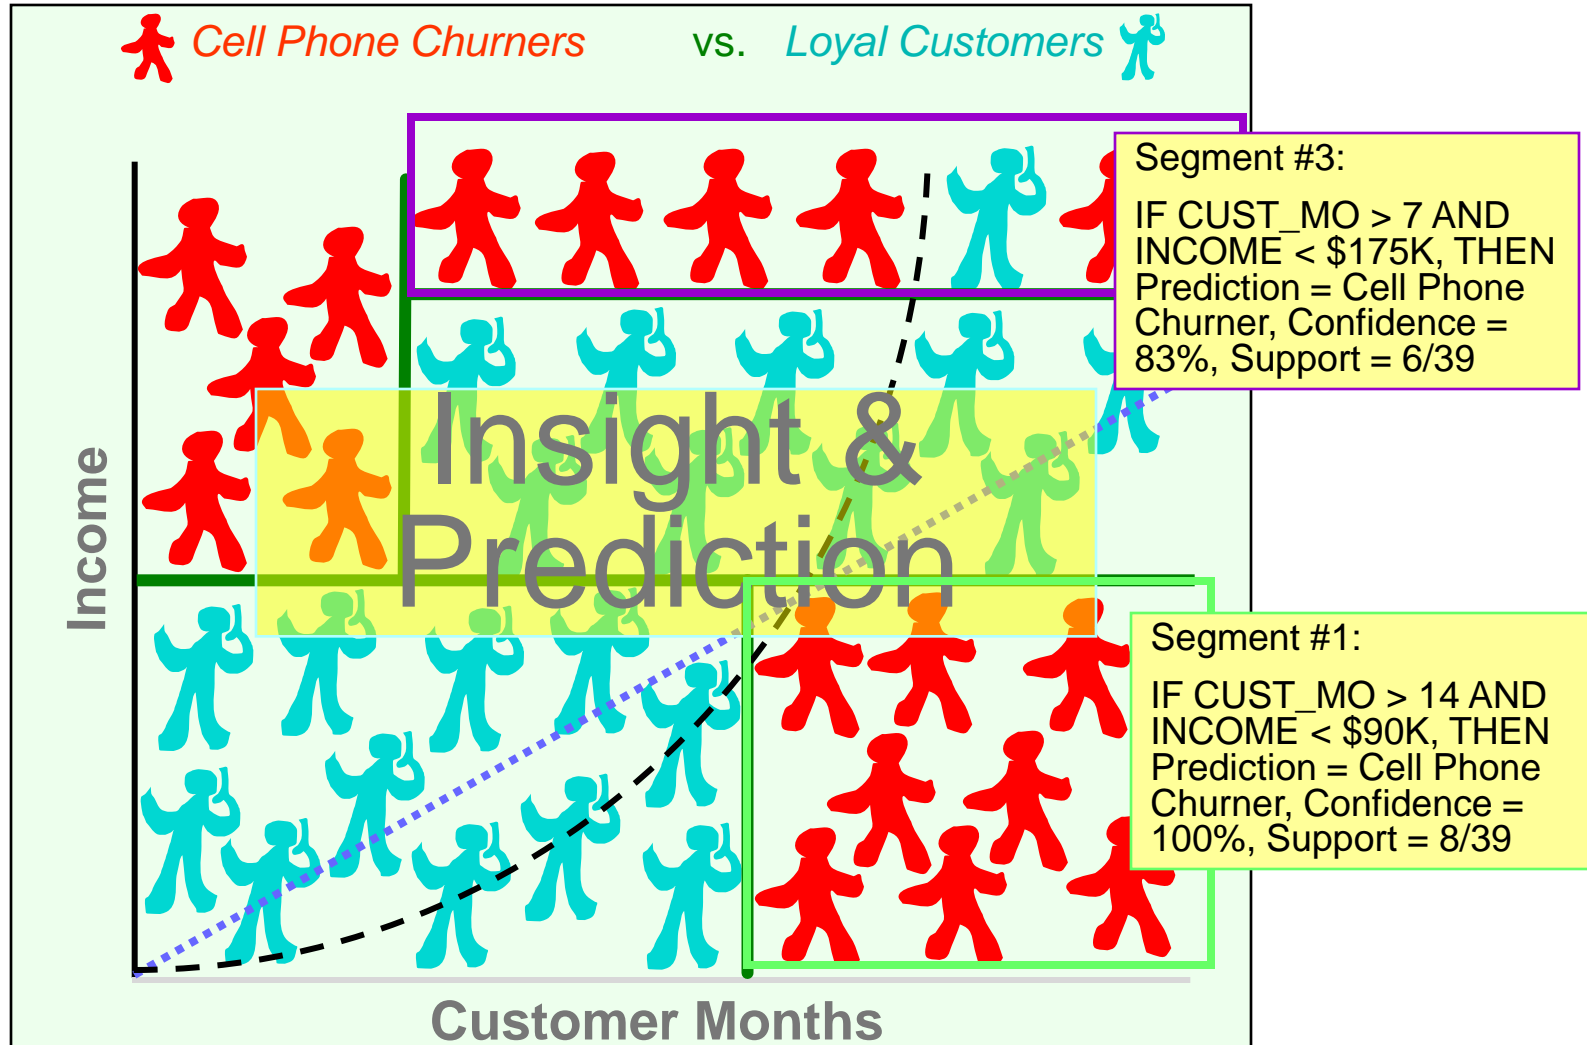 Cell Phone Churners vs. Loyal Customers
Segment #3:
IF CUST_MO > 7 AND
INCOME < $175K, THEN
Prediction = Cell Phone
Churner, Confidence =
83%, Support = 6/39
Insight &
Prediction
Income
Segment #1:
IF CUST_MO > 14 AND
INCOME < $90K, THEN
Prediction = Cell Phone
Churner, Confidence =
100%, Support = 8/39
Customer Months